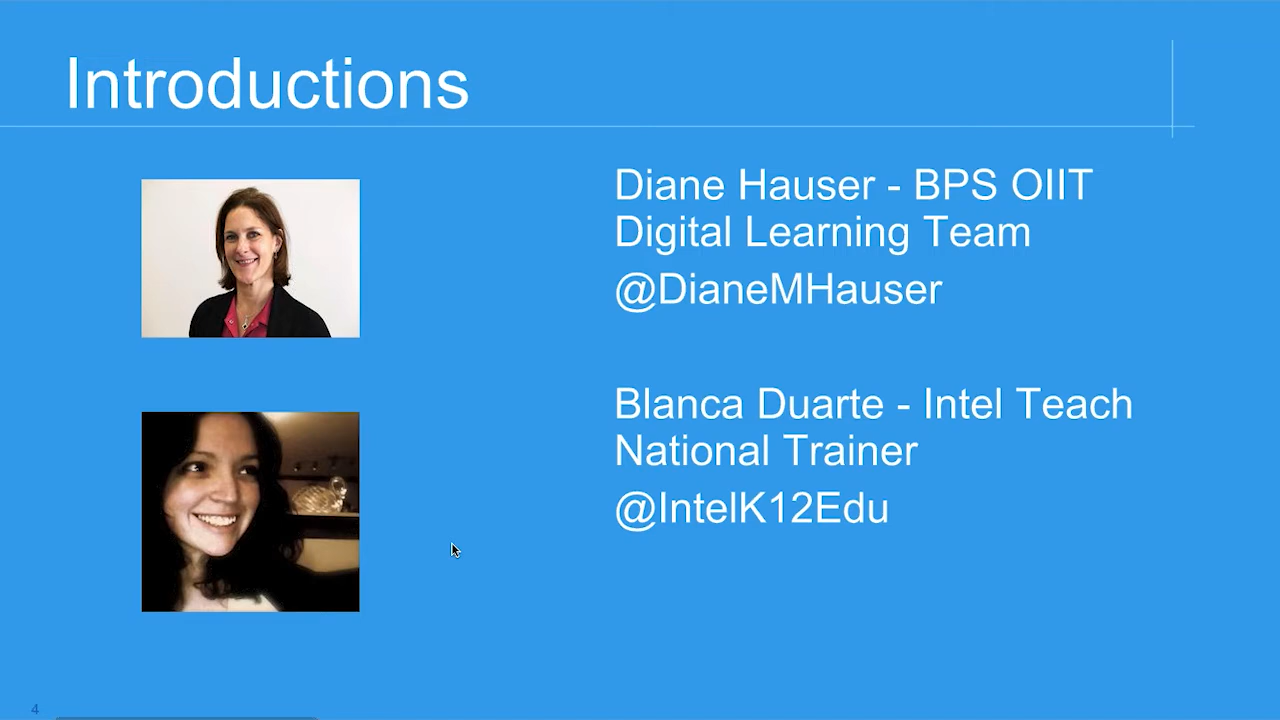 Introductions
Diane Hauser - BPS OIIT
Digital Learning Team
@DianeMHauser
Blanca Duarte - Intel Teach
National Trainer
@IntelK12Edu
4